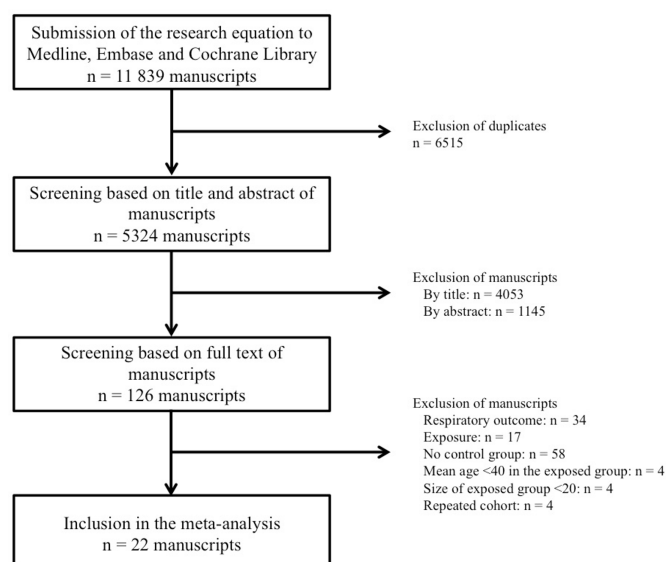 Submission of the research equation to
Medline, Embase and Cochrane Library
n = 11 839 manuscripts
Exclusion of duplicates
n = 6515
Screening based on title and abstract of
manuscripts
n = 5324 manuscripts
Exclusion of manuscripts
By title: n = 4053
By abstract: n = 1145
Screening based on full text of
manuscripts
n = 126 manuscripts
Exclusion of manuscripts
Respiratory outcome: n = 34
Exposure: n = 17
No control group: n = 58
Mean age <40 in the exposed group: n = 4
Size of exposed group <20: n = 4
Repeated cohort: n = 4
Inclusion in the meta-analysis
n = 22 manuscripts